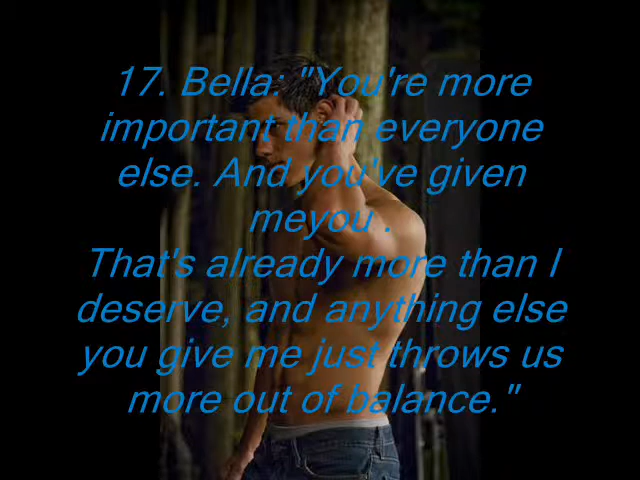 17. Bella: "You're more
important than everyone
else. And you've given
meyou .
That's already more than I
deserve, and anything else
you give me just throws us
more out of balance."